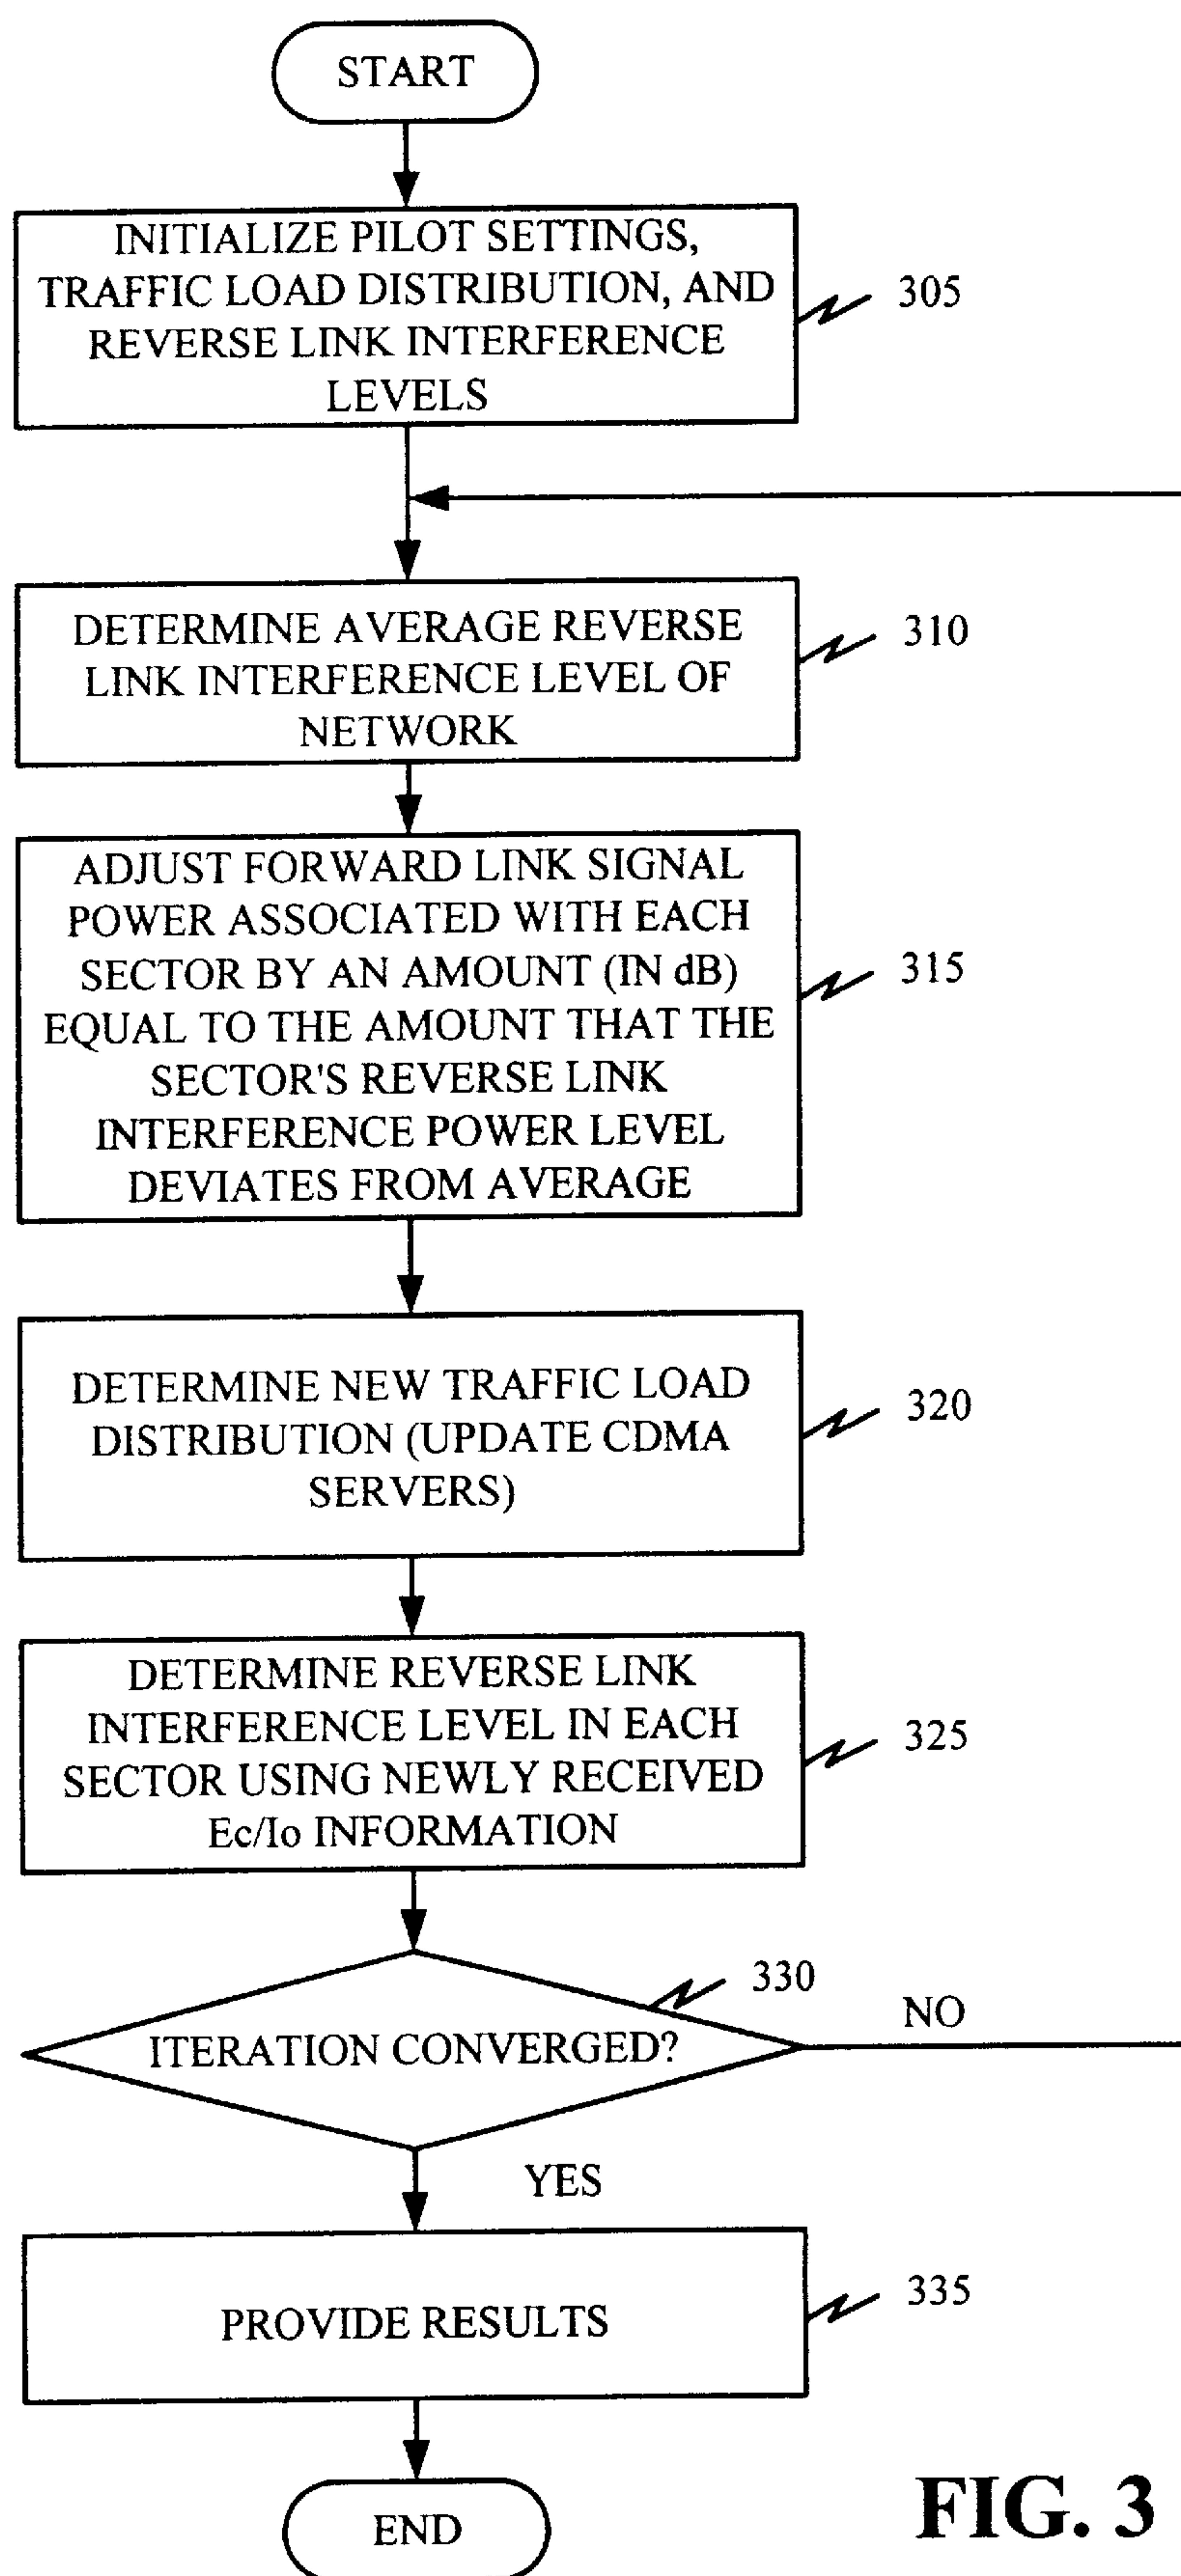 START
INITIALIZE PILOT SETTINGS,
TRAFFIC LOAD DISTRIBUTION, AND
REVERSE LINK INTERFERENCE
LEVELS
305
DETERMINE AVERAGE REVERSE
LINK INTERFERENCE LEVEL OF
NETWORK
310
ADJUST FORWARD LINK SIGNAL
POWER ASSOCIATED WITH EACH
SECTOR BY AN AMOUNT (IN dB)
EQUAL TO THE AMOUNT THAT THE
SECTOR'S REVERSE LINK
INTERFERENCE POWER LEVEL
DEVIATES FROM AVERAGE
315
DETERMINE NEW TRAFFIC LOAD
DISTRIBUTION (UPDATE CDMA
SERVERS)
320
DETERMINE REVERSE LINK
INTERFERENCE LEVEL IN EACH
SECTOR USING NEWLY RECEIVED
Ec/Io INFORMATION
325
330
ITERATION CONVERGED?
NO
YES
PROVIDE RESULTS
335
END
FIG. 3